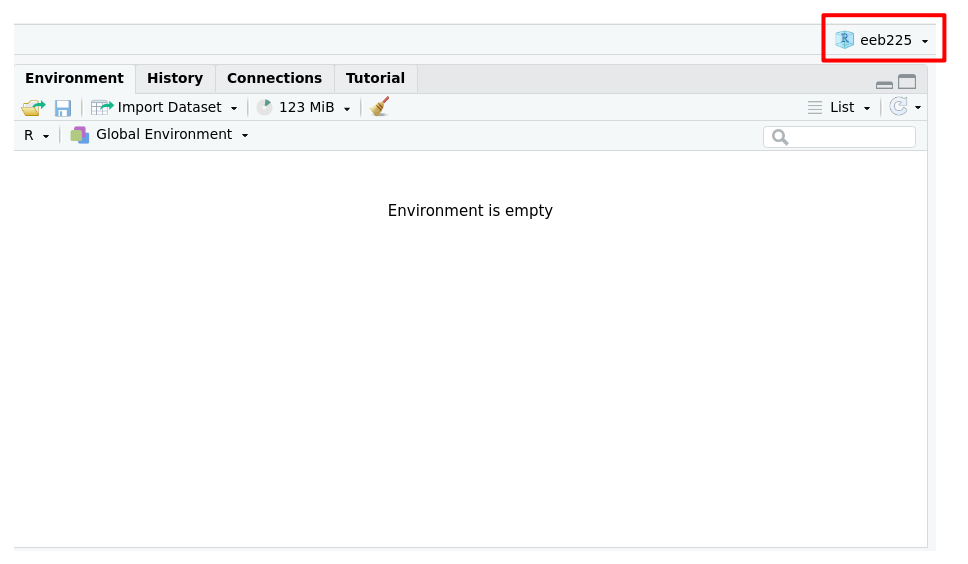 eeb225
Environment History Connections Tutorial
Import Dataset 123 MiB List
R Global Environment
Environment is empty